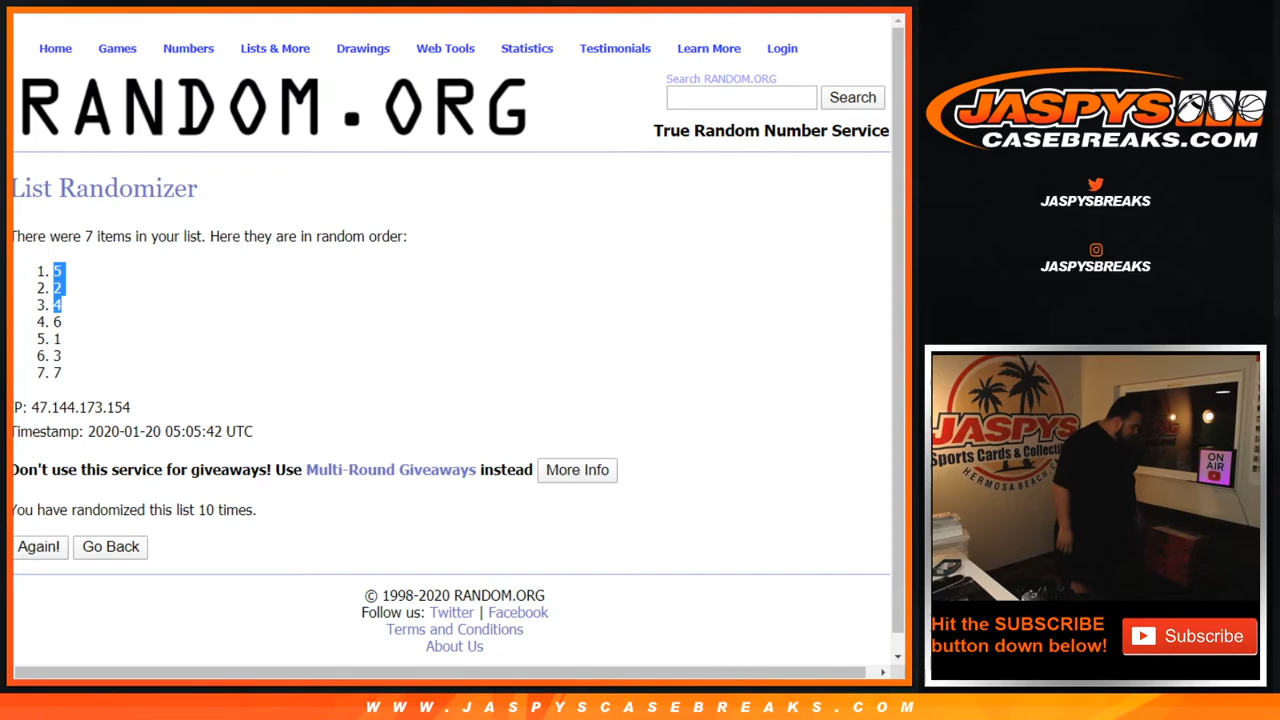 Home Games Numbers Lists & More Drawings Web Tools Statistics Testimonials Learn More Login
RANDOM.ORG
Search RANDOM.ORG
Search
True Random Number Service
List Randomizer
There were 7 items in your list. Here they are in random order:
1. 5
2. 2
3. 4
4. 6
5. 1
6. 3
7. 7
IP: 47.144.173.154
Timestamp: 2020-01-20 05:05:42 UTC
Don't use this service for giveaways! Use Multi-Round Giveaways instead More Info
You have randomized this list 10 times.
Again! Go Back
© 1998-2020 RANDOM.ORG
Follow us: Twitter | Facebook
Terms and Conditions
About Us
JASPYS
CASEBREAKS.COM
JASPYSBREAKS
JASPYSBREAKS
JASPYS
Sports Cards & Collectibl
HERMOSA BEACH, C
ON
AIR
Hit the SUBSCRIBE
button down below!
Subscribe
WWW.JASPYSCASEBREAKS.COM